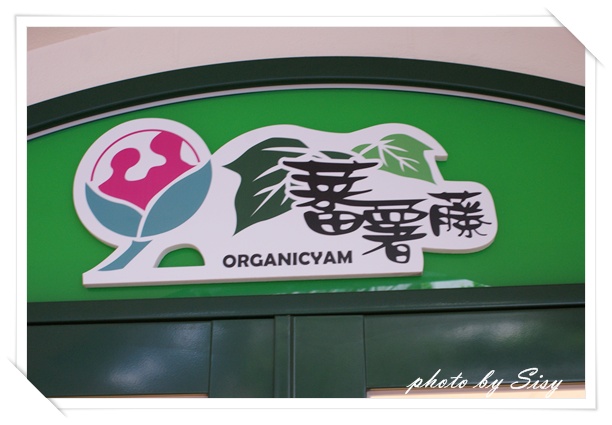 蕃薯藤
ORGANICYAM
photo by Sisy